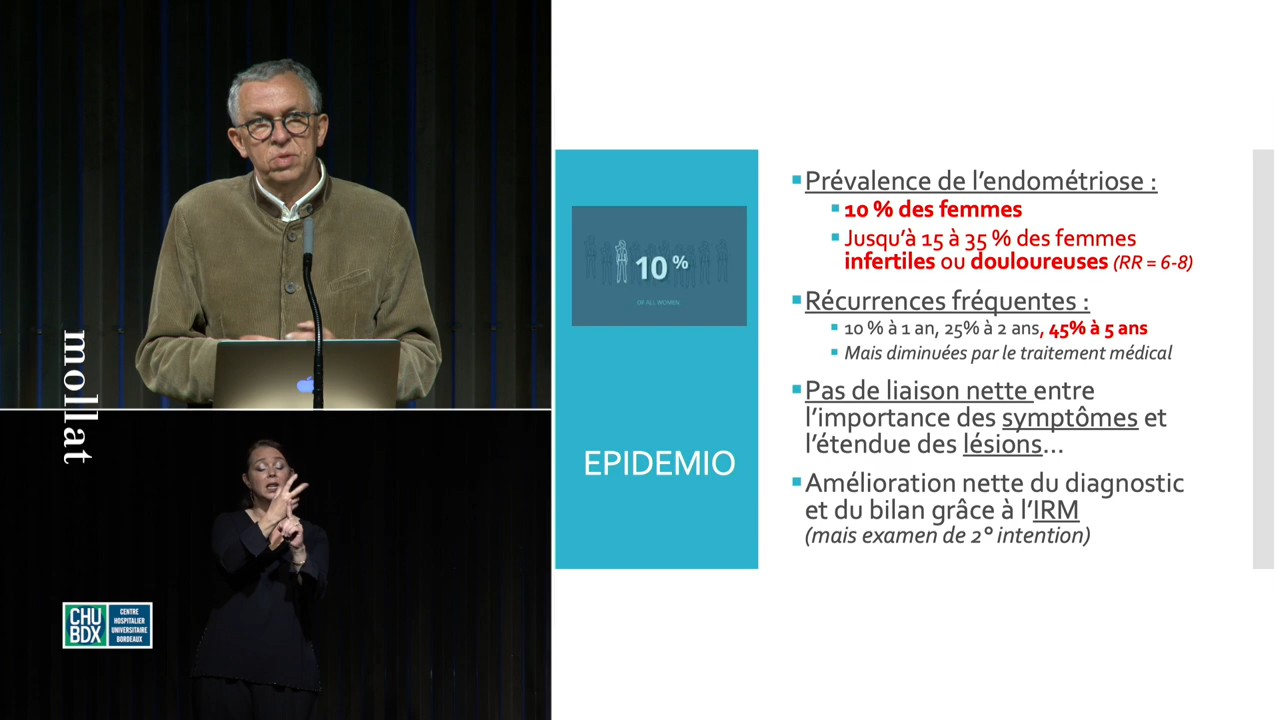 mollat
CHU
BDX
CENTRE
HOSPITALIER
UNIVERSITAIRE
BORDEAUX
10 %
OF ALL WOMEN
EPIDEMIO
Prévalence de l’endométriose :
10 % des femmes
Jusqu’à 15 à 35 % des femmes
infertiles ou douloureuses (RR = 6-8)
Récurrences fréquentes :
10 % à 1 an, 25% à 2 ans, 45% à 5 ans
Mais diminuées par le traitement médical
Pas de liaison nette entre
l’importance des symptômes et
l’étendue des lésions…
Amélioration nette du diagnostic
et du bilan grâce à l’IRM
(mais examen de 2° intention)